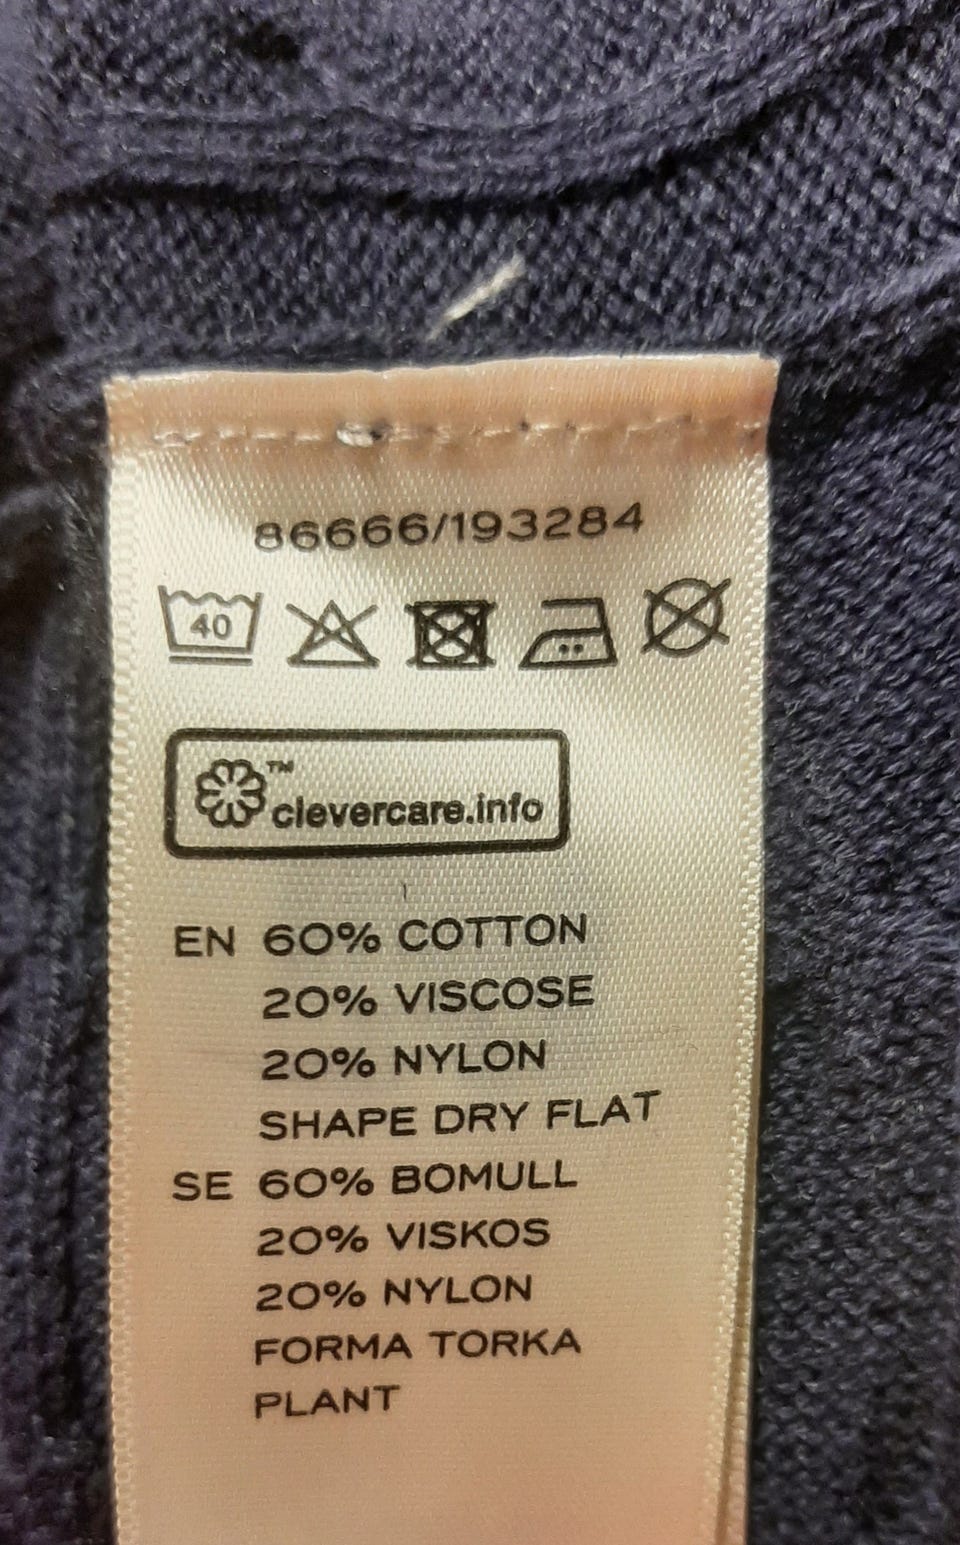 86666/193284
40
™
clevercare.info
EN 60% COTTON
20% VISCOSE
20% NYLON
SHAPE DRY FLAT
SE 60% BOMULL
20% VISKOS
20% NYLON
FORMA TORKA
PLANT